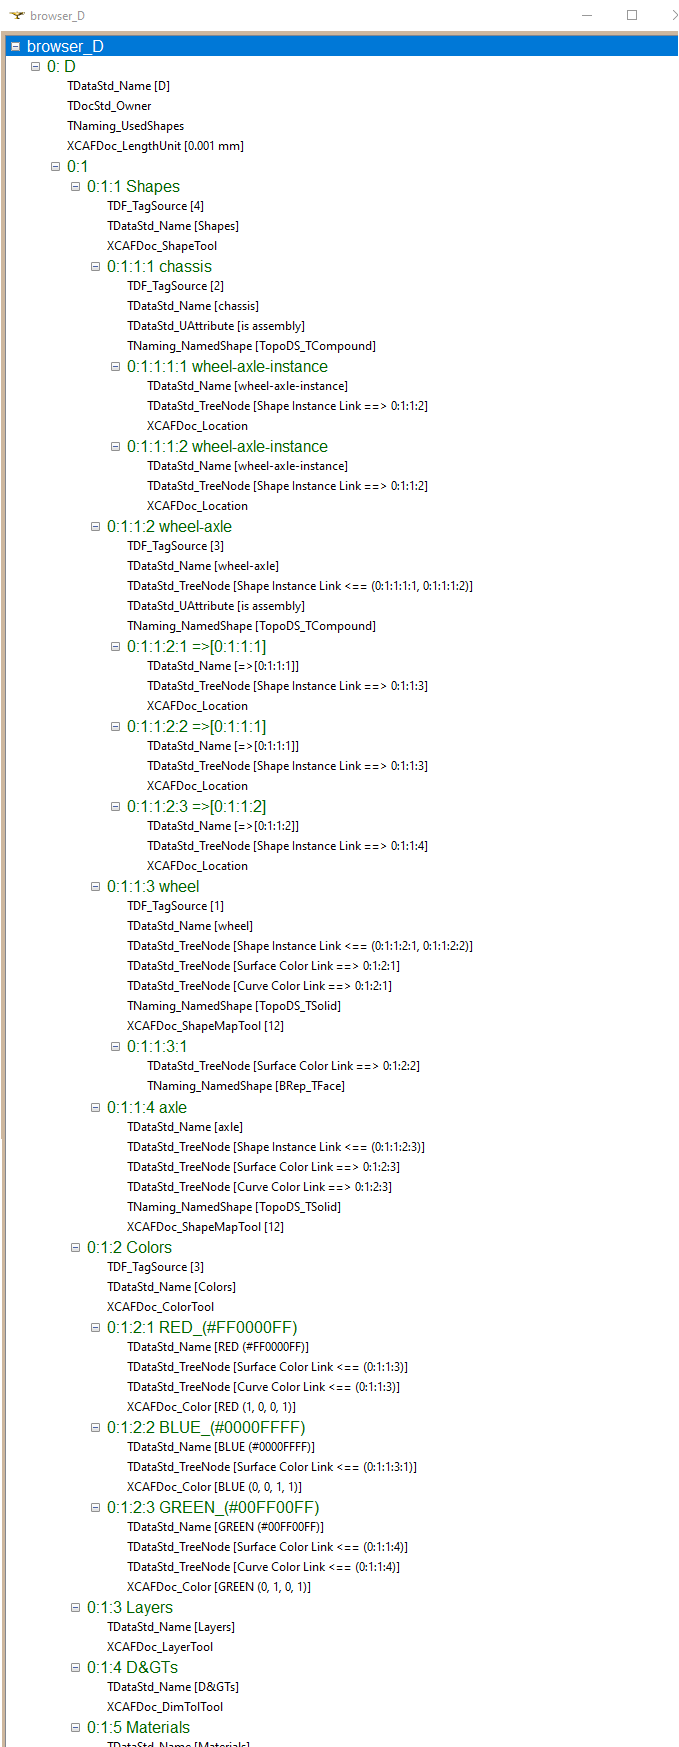 browser_D
browser_D
0: D
TDataStd_Name [D]
TDocStd_Owner
TNaming_UsedShapes
XCAFDoc_LengthUnit [0.001 mm]
0:1
0:1:1 Shapes
TDF_TagSource [4]
TDataStd_Name [Shapes]
XCAFDoc_ShapeTool
0:1:1:1 chassis
TDF_TagSource [2]
TDataStd_Name [chassis]
TDataStd_UAttribute [is assembly]
TNaming_NamedShape [TopoDS_TCompound]
0:1:1:1:1 wheel-axle-instance
TDataStd_Name [wheel-axle-instance]
TDataStd_TreeNode [Shape Instance Link ==> 0:1:1:2]
XCAFDoc_Location
0:1:1:1:2 wheel-axle-instance
TDataStd_Name [wheel-axle-instance]
TDataStd_TreeNode [Shape Instance Link ==> 0:1:1:2]
XCAFDoc_Location
0:1:1:2 wheel-axle
TDF_TagSource [3]
TDataStd_Name [wheel-axle]
TDataStd_TreeNode [Shape Instance Link <== (0:1:1:1:1, 0:1:1:1:2)]
TDataStd_UAttribute [is assembly]
TNaming_NamedShape [TopoDS_TCompound]
0:1:1:2:1 =>[0:1:1:1]
TDataStd_Name [=>[0:1:1:1]]
TDataStd_TreeNode [Shape Instance Link ==> 0:1:1:3]
XCAFDoc_Location
0:1:1:2:2 =>[0:1:1:1]
TDataStd_Name [=>[0:1:1:1]]
TDataStd_TreeNode [Shape Instance Link ==> 0:1:1:3]
XCAFDoc_Location
0:1:1:2:3 =>[0:1:1:2]
TDataStd_Name [=>[0:1:1:2]]
TDataStd_TreeNode [Shape Instance Link ==> 0:1:1:4]
XCAFDoc_Location
0:1:1:3 wheel
TDF_TagSource [1]
TDataStd_Name [wheel]
TDataStd_TreeNode [Shape Instance Link <== (0:1:1:2:1, 0:1:1:2:2)]
TDataStd_TreeNode [Surface Color Link ==> 0:1:2:1]
TDataStd_TreeNode [Curve Color Link ==> 0:1:2:1]
TNaming_NamedShape [TopoDS_TSolid]
XCAFDoc_ShapeMapTool [12]
0:1:1:3:1
TDataStd_TreeNode [Surface Color Link ==> 0:1:2:2]
TNaming_NamedShape [BRep_TFace]
0:1:1:4 axle
TDataStd_Name [axle]
TDataStd_TreeNode [Shape Instance Link <== (0:1:1:2:3)]
TDataStd_TreeNode [Surface Color Link ==> 0:1:2:3]
TDataStd_TreeNode [Curve Color Link ==> 0:1:2:3]
TNaming_NamedShape [TopoDS_TSolid]
XCAFDoc_ShapeMapTool [12]
0:1:2 Colors
TDF_TagSource [3]
TDataStd_Name [Colors]
XCAFDoc_ColorTool
0:1:2:1 RED_(#FF0000FF)
TDataStd_Name [RED (#FF0000FF)]
TDataStd_TreeNode [Surface Color Link <== (0:1:1:3)]
TDataStd_TreeNode [Curve Color Link <== (0:1:1:3)]
XCAFDoc_Color [RED (1, 0, 0, 1)]
0:1:2:2 BLUE_(#0000FFFF)
TDataStd_Name [BLUE (#0000FFFF)]
TDataStd_TreeNode [Surface Color Link <== (0:1:1:3:1)]
XCAFDoc_Color [BLUE (0, 0, 1, 1)]
0:1:2:3 GREEN_(#00FF00FF)
TDataStd_Name [GREEN (#00FF00FF)]
TDataStd_TreeNode [Surface Color Link <== (0:1:1:4)]
TDataStd_TreeNode [Curve Color Link <== (0:1:1:4)]
XCAFDoc_Color [GREEN (0, 1, 0, 1)]
0:1:3 Layers
TDataStd_Name [Layers]
XCAFDoc_LayerTool
0:1:4 D&GTs
TDataStd_Name [D&GTs]
XCAFDoc_DimTolTool
0:1:5 Materials
TDataStd_Name [Materials]